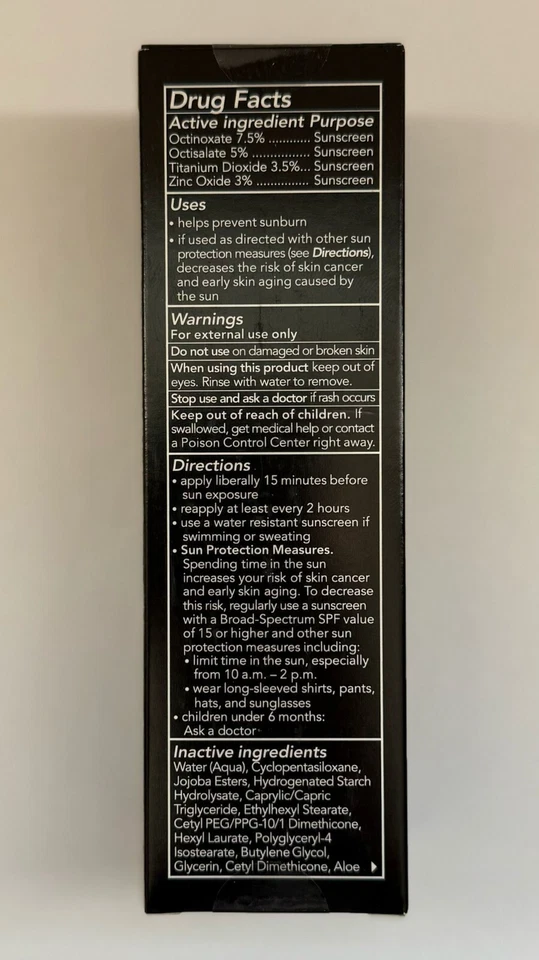 Drug Facts
Active ingredient Purpose
Octinoxate 7.5% ............ Sunscreen
Octisalate 5% ................. Sunscreen
Titanium Dioxide 3.5%... Sunscreen
Zinc Oxide 3% ............... Sunscreen
Uses
• helps prevent sunburn
• if used as directed with other sun
protection measures (see Directions),
decreases the risk of skin cancer
and early skin aging caused by
the sun
Warnings
For external use only
Do not use on damaged or broken skin
When using this product keep out of
eyes. Rinse with water to remove.
Stop use and ask a doctor if rash occurs
Keep out of reach of children. If
swallowed, get medical help or contact
a Poison Control Center right away.
Directions
• apply liberally 15 minutes before
sun exposure
• reapply at least every 2 hours
• use a water resistant sunscreen if
swimming or sweating
• Sun Protection Measures.
Spending time in the sun
increases your risk of skin cancer
and early skin aging. To decrease
this risk, regularly use a sunscreen
with a Broad-Spectrum SPF value
of 15 or higher and other sun
protection measures including:
• limit time in the sun, especially
from 10 a.m. – 2 p.m.
• wear long-sleeved shirts, pants,
hats, and sunglasses
• children under 6 months:
Ask a doctor
Inactive ingredients
Water (Aqua), Cyclopentasiloxane,
Jojoba Esters, Hydrogenated Starch
Hydrolysate, Caprylic/Capric
Triglyceride, Ethylhexyl Stearate,
Cetyl PEG/PPG-10/1 Dimethicone,
Hexyl Laurate, Polyglyceryl-4
Isostearate, Butylene Glycol,
Glycerin, Cetyl Dimethicone, Aloe